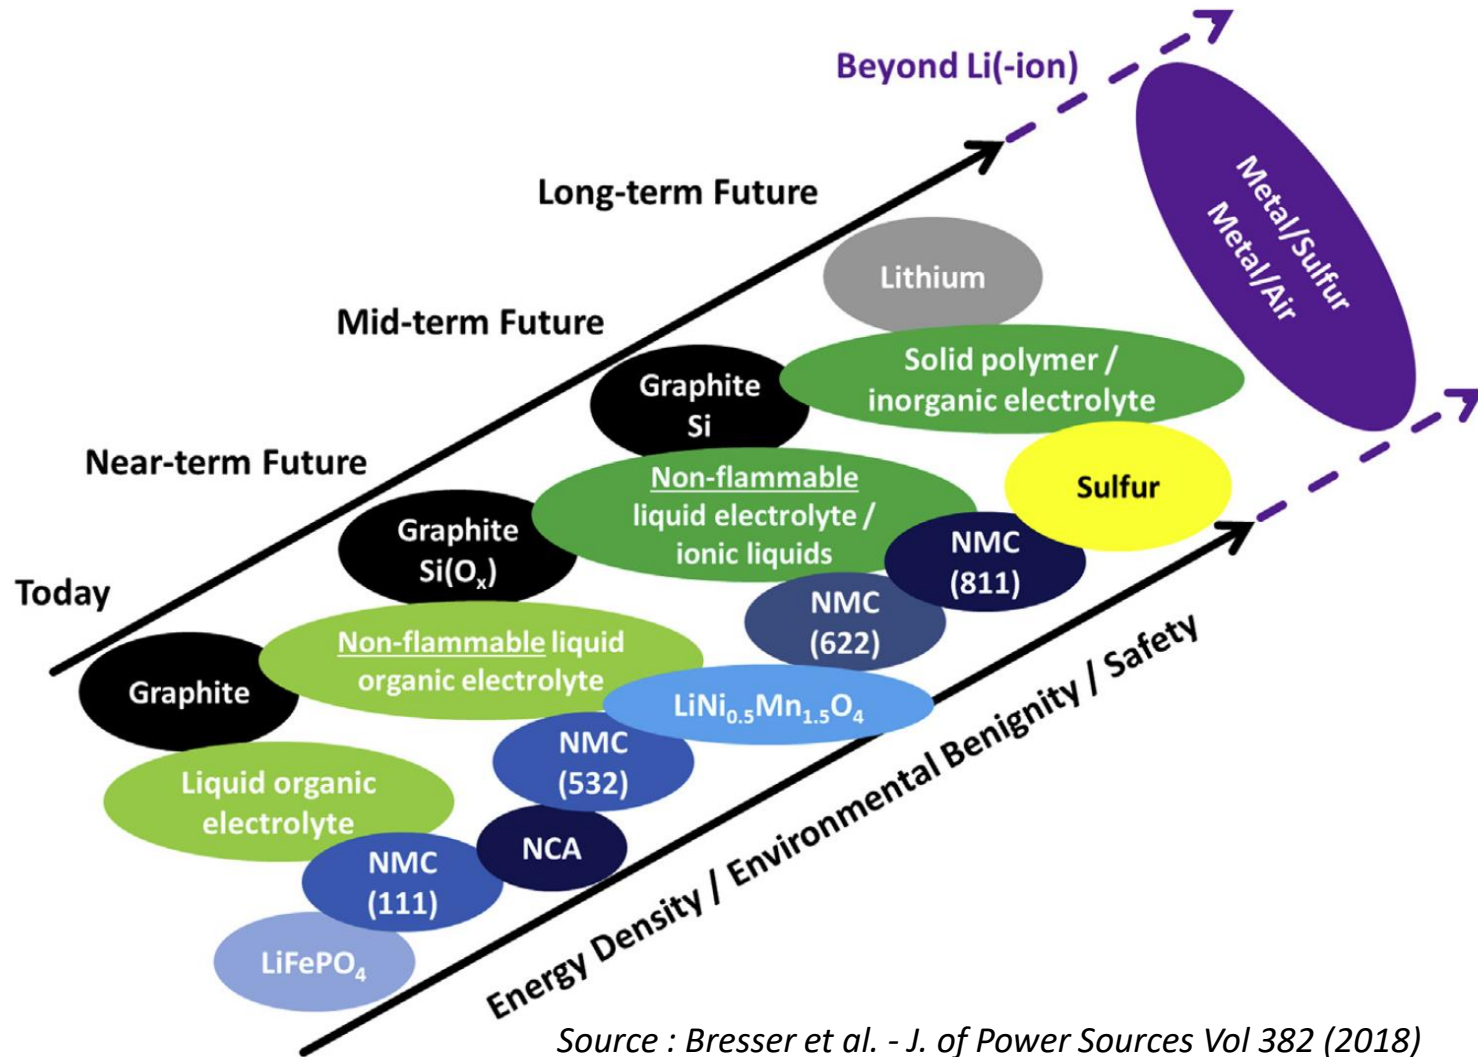 Beyond Li(-ion)
Long-term Future
Mid-term Future
Near-term Future
Today
Metal/Sulfur
Metal/Air
Lithium
Solid polymer /
inorganic electrolyte
Sulfur
Graphite
Si
Non-flammable
liquid electrolyte /
ionic liquids
NMC
(811)
NMC
(622)
Graphite
Si(Oₓ)
Non-flammable liquid
organic electrolyte
LiNi₀.₅Mn₁.₅O₄
NMC
(532)
NCA
Graphite
Liquid organic
electrolyte
NMC
(111)
LiFePO₄
Energy Density / Environmental Benignity / Safety
Source : Bresser et al. - J. of Power Sources Vol 382 (2018)